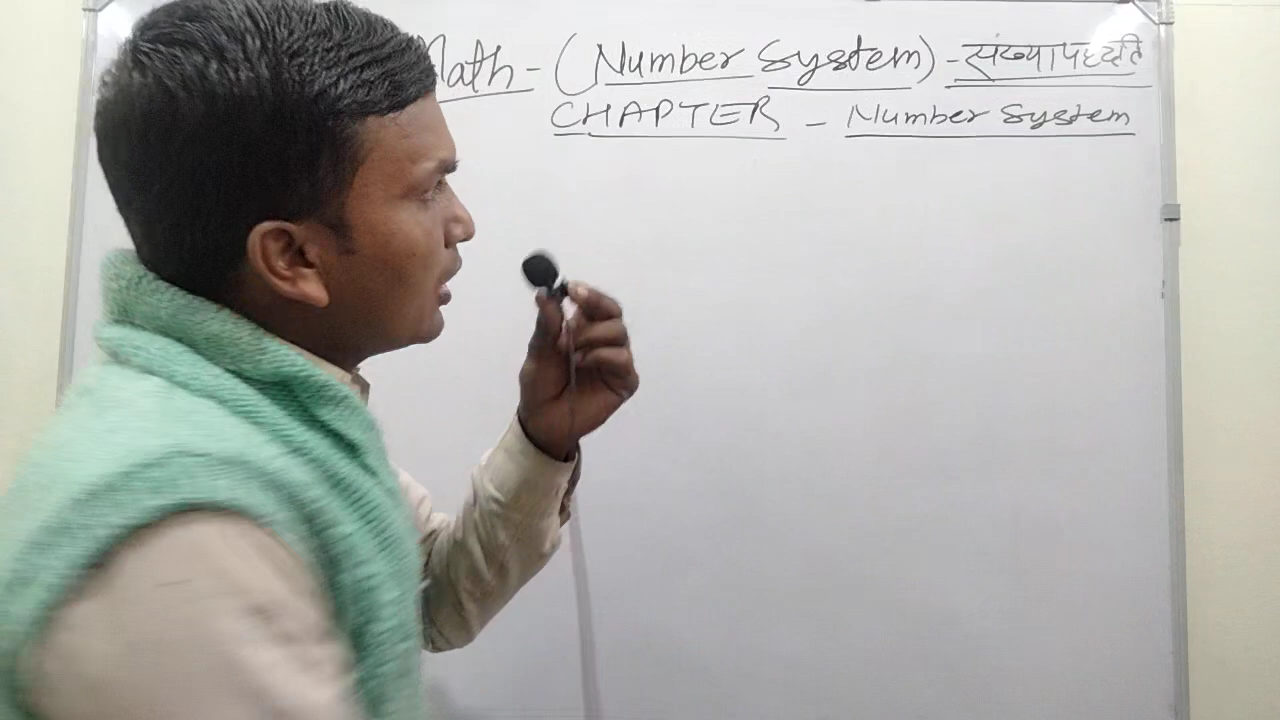 Math - (Number System) - संख्या पद्धति
CHAPTER - Number System